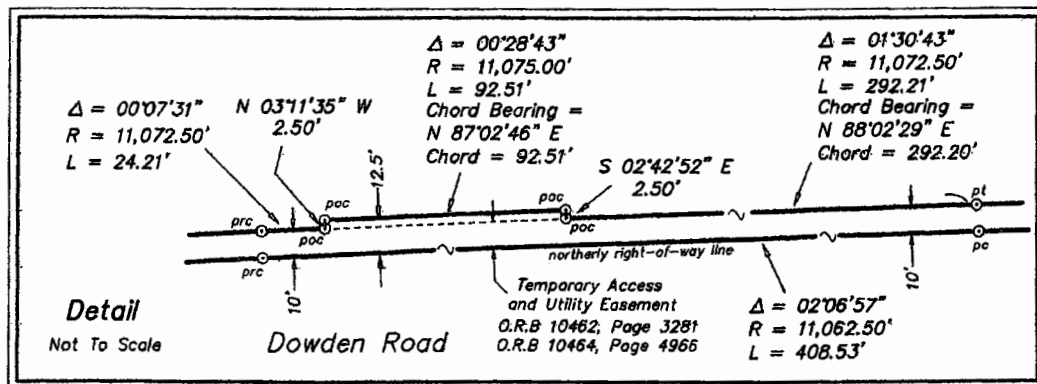 Δ = 00°07'31"
R = 11,072.50'
L = 24.21'
N 03°11'35" W
2.50'
Δ = 00°28'43"
R = 11,075.00'
L = 92.51'
Chord Bearing =
N 87°02'46" E
Chord = 92.51'
S 02°42'52" E
2.50'
Δ = 01°30'43"
R = 11,072.50'
L = 292.21'
Chord Bearing =
N 88°02'29" E
Chord = 292.20'
12.5'
poc
poc
pt
prc
poc
poc
prc
pc
northerly right-of-way line
10'
10'
Temporary Access
and Utility Easement
O.R.B 10462, Page 3281
O.R.B 10464, Page 4966
Δ = 02°06'57"
R = 11,062.50'
L = 408.53'
Detail
Not To Scale
Dowden Road